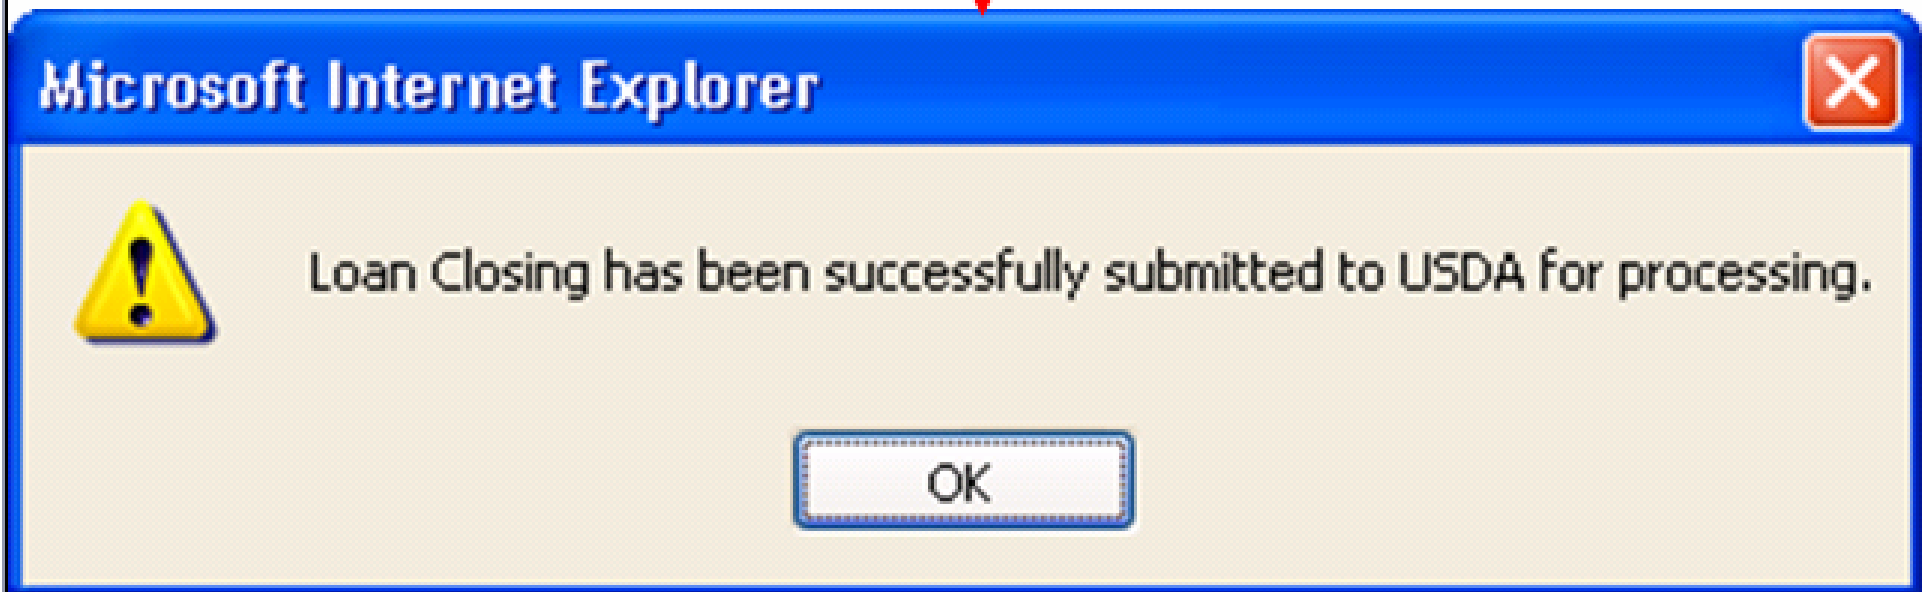 Microsoft Internet Explorer
Loan Closing has been successfully submitted to USDA for processing.
OK